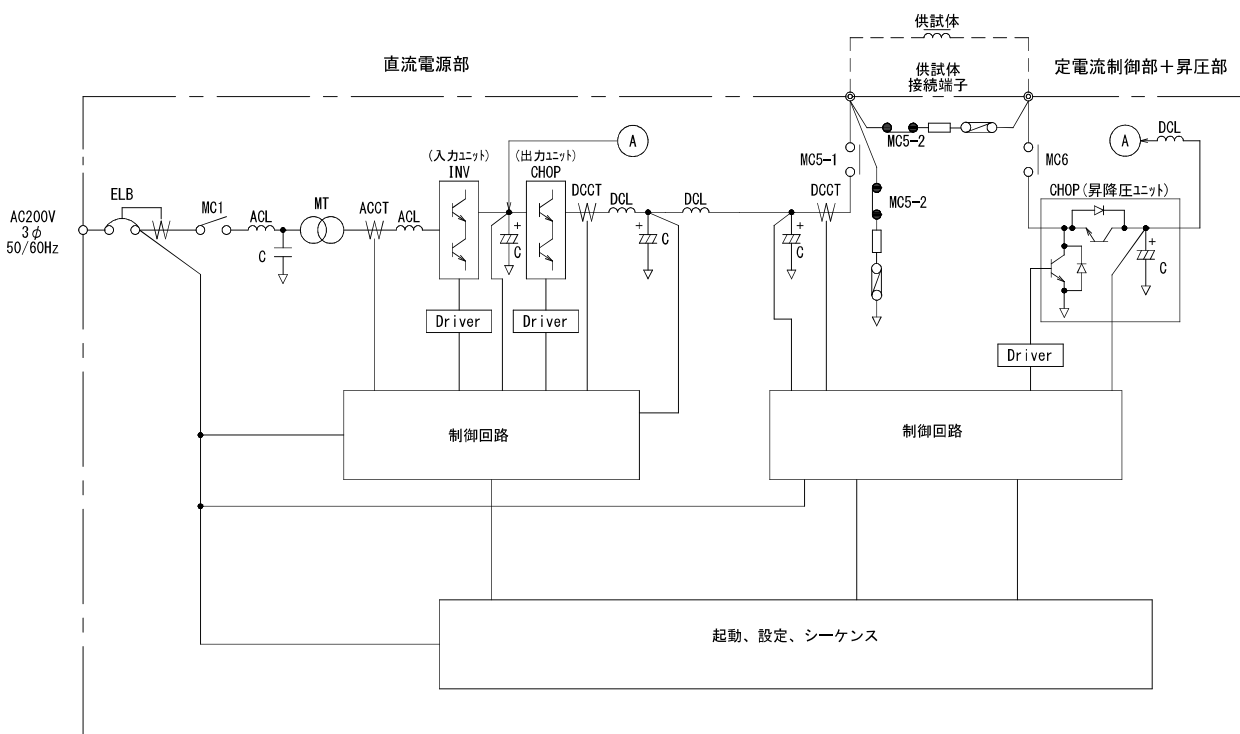 供試体
直流電源部
供試体
接続端子
定電流制御部+昇圧部
AC200V
3φ
50/60Hz
ELB
MC1
ACL
C
MT
ACCT
ACL
(入力ユニット)
INV
+
C
(出力ユニット)
CHOP
A
DCCT
DCL
+
C
DCL
+
C
DCCT
MC5-1
MC5-2
MC5-2
MC6
A
DCL
CHOP(昇降圧ユニット)
+
C
Driver
Driver
Driver
制御回路
制御回路
起動、設定、シーケンス